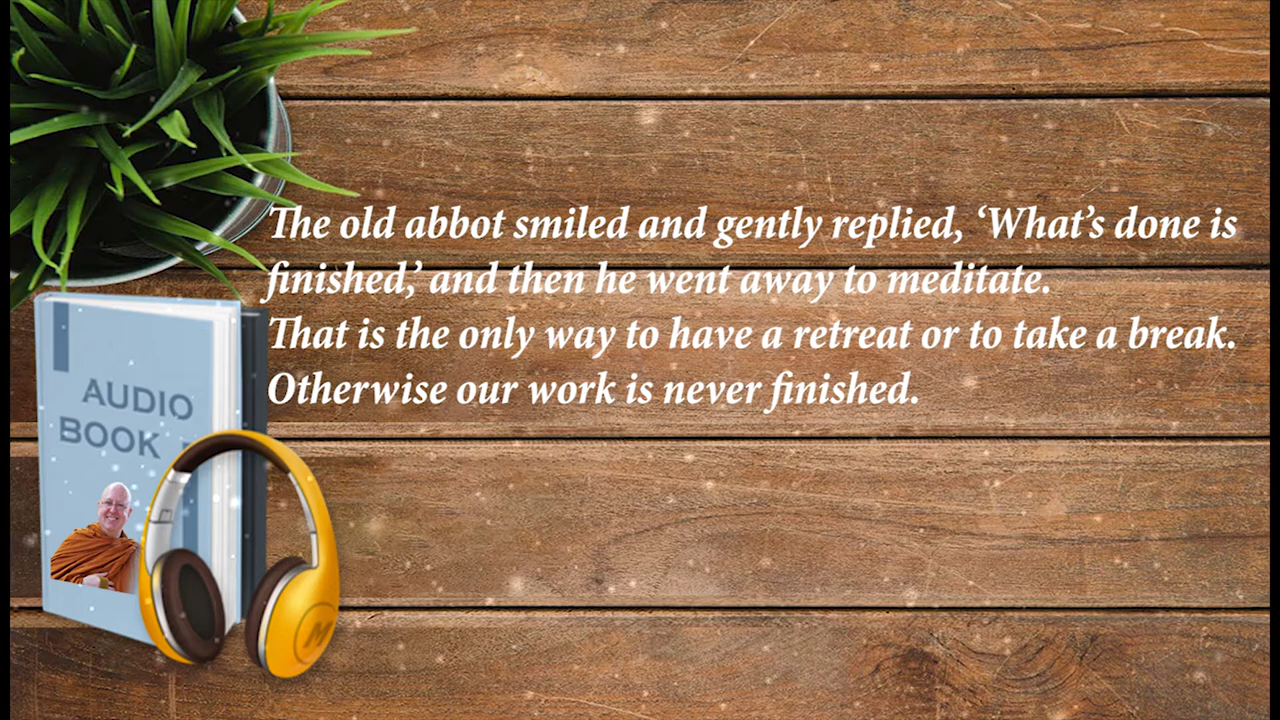 The old abbot smiled and gently replied, ‘What’s done is
finished,’ and then he went away to meditate.
That is the only way to have a retreat or to take a break.
Otherwise our work is never finished.
AUDIO
BOOK
M